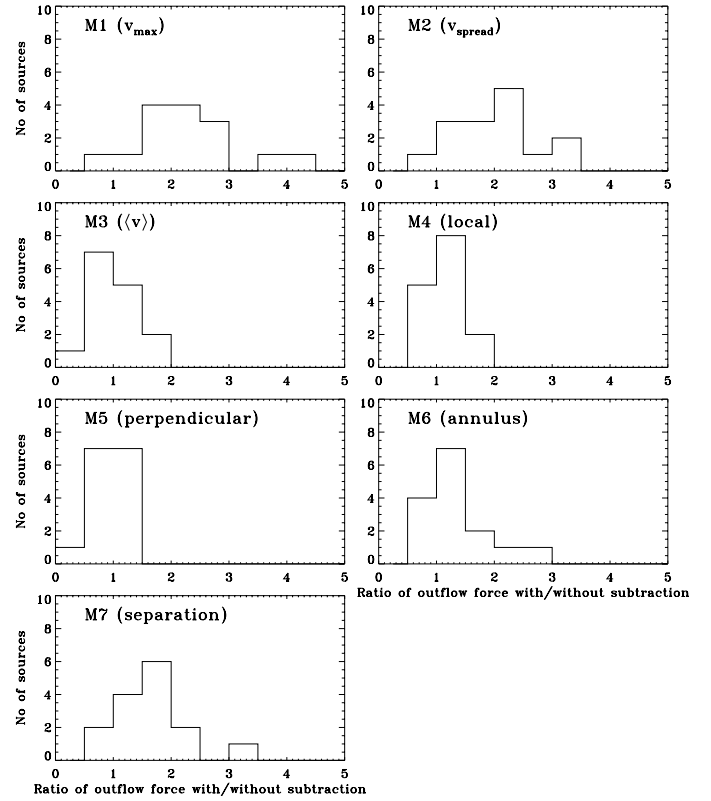 M1 (vmax)
No of sources
10
8
6
4
2
0
0 1 2 3 4 5
M2 (vspread)
10
8
6
4
2
0
0 1 2 3 4 5
M3 (⟨v⟩)
No of sources
10
8
6
4
2
0
0 1 2 3 4 5
M4 (local)
10
8
6
4
2
0
0 1 2 3 4 5
M5 (perpendicular)
No of sources
10
8
6
4
2
0
0 1 2 3 4 5
M6 (annulus)
10
8
6
4
2
0
0 1 2 3 4 5
Ratio of outflow force with/without subtraction
M7 (separation)
No of sources
10
8
6
4
2
0
0 1 2 3 4 5
Ratio of outflow force with/without subtraction